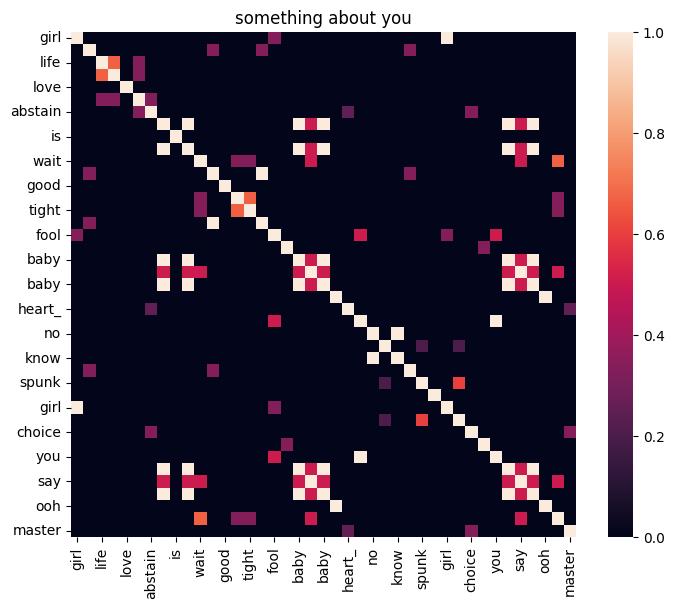 something about you
girl
life
love
abstain
is
wait
good
tight
fool
baby
baby
heart_
no
know
spunk
girl
choice
you
say
ooh
master
girl
life
love
abstain
is
wait
good
tight
fool
baby
baby
heart_
no
know
spunk
girl
choice
you
say
ooh
master
1.0
0.8
0.6
0.4
0.2
0.0